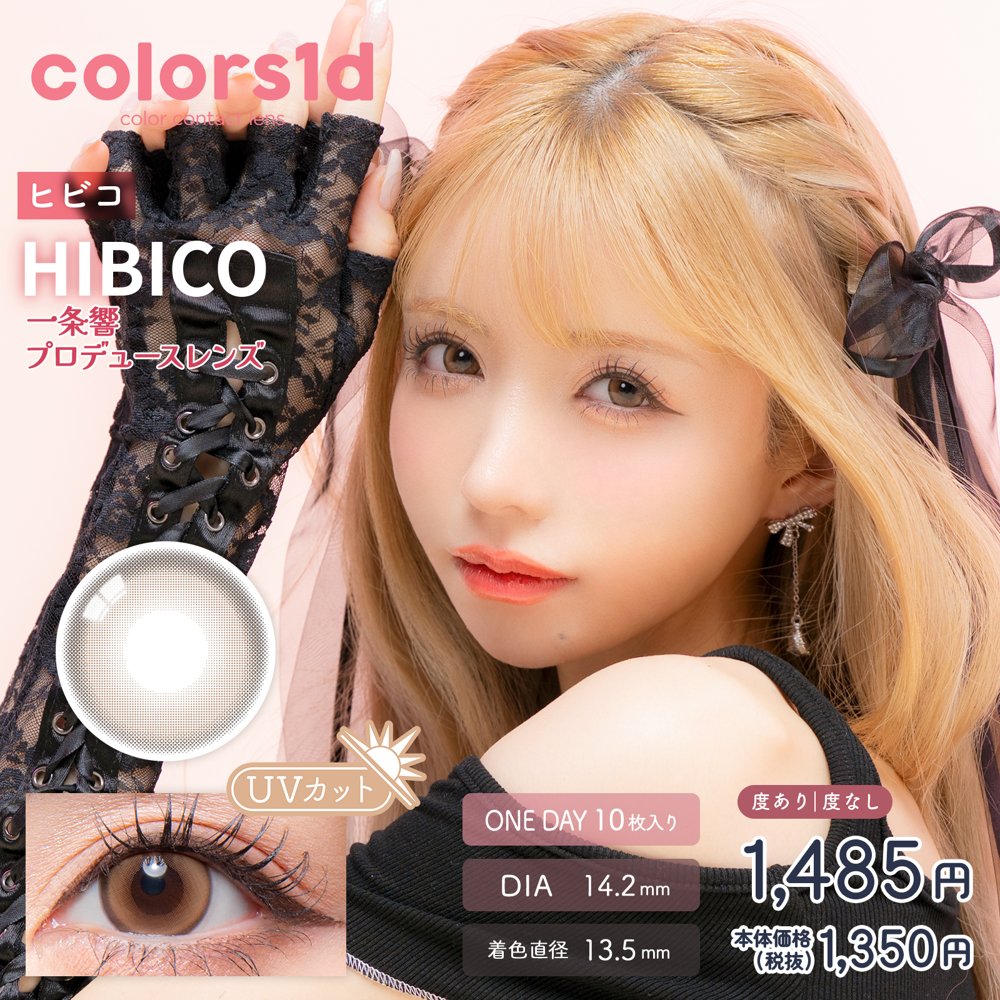 colors1d
color contact lens
ヒビコ
HIBICO
一条響
プロデュースレンズ
UVカット
ONE DAY 10枚入り
DIA 14.2mm
着色直径 13.5mm
度あり|度なし
1,485円
本体価格(税抜) 1,350円